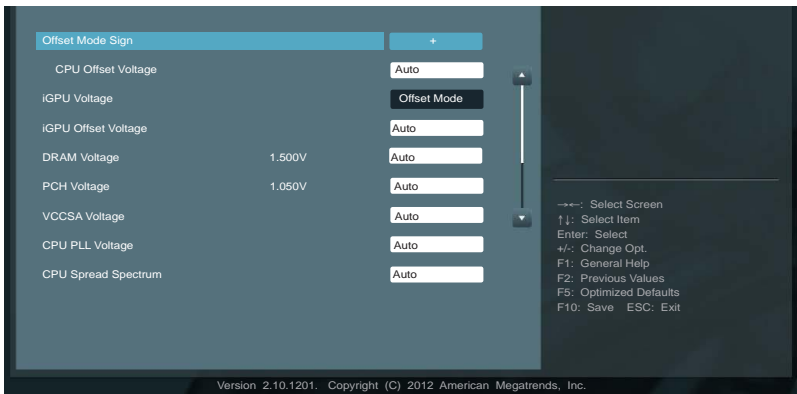 Offset Mode Sign +
CPU Offset Voltage Auto
iGPU Voltage Offset Mode
iGPU Offset Voltage Auto
DRAM Voltage 1.500V Auto
PCH Voltage 1.050V Auto
VCCSA Voltage Auto
CPU PLL Voltage Auto
CPU Spread Spectrum Auto
→←: Select Screen
↑↓: Select Item
Enter: Select
+/-: Change Opt.
F1: General Help
F2: Previous Values
F5: Optimized Defaults
F10: Save ESC: Exit
Version 2.10.1201. Copyright (C) 2012 American Megatrends, Inc.